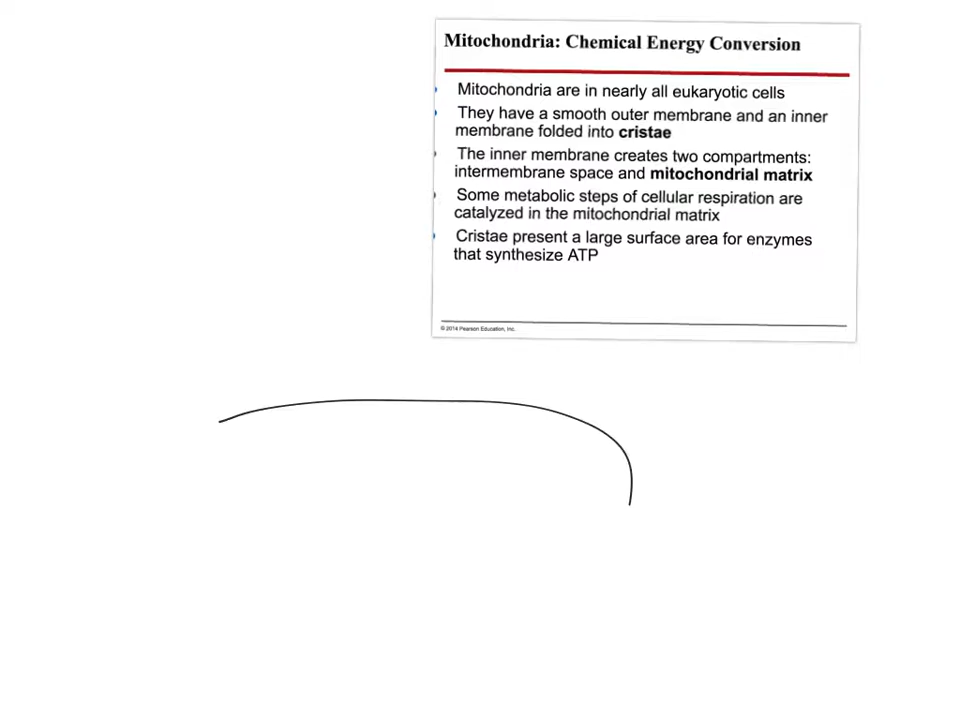 Mitochondria: Chemical Energy Conversion
Mitochondria are in nearly all eukaryotic cells
They have a smooth outer membrane and an inner
membrane folded into cristae
The inner membrane creates two compartments:
intermembrane space and mitochondrial matrix
Some metabolic steps of cellular respiration are
catalyzed in the mitochondrial matrix
Cristae present a large surface area for enzymes
that synthesize ATP
© 2014 Pearson Education, Inc.